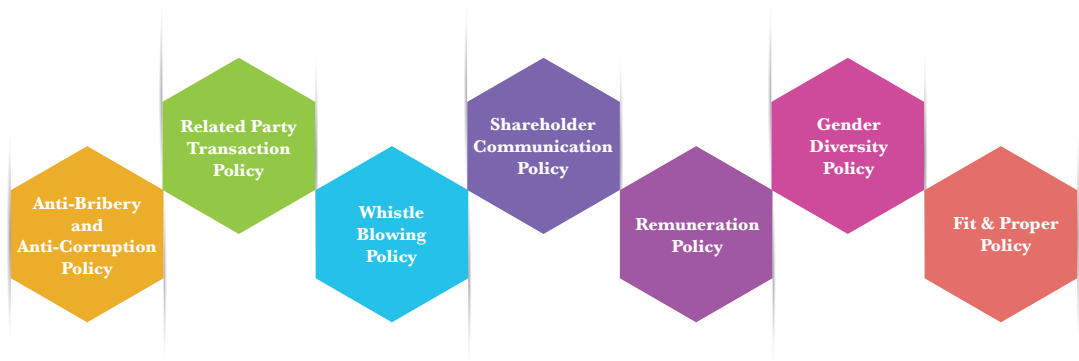 Anti-Bribery
and
Anti-Corruption
Policy
Related Party
Transaction
Policy
Whistle
Blowing
Policy
Shareholder
Communication
Policy
Remuneration
Policy
Gender
Diversity
Policy
Fit & Proper
Policy